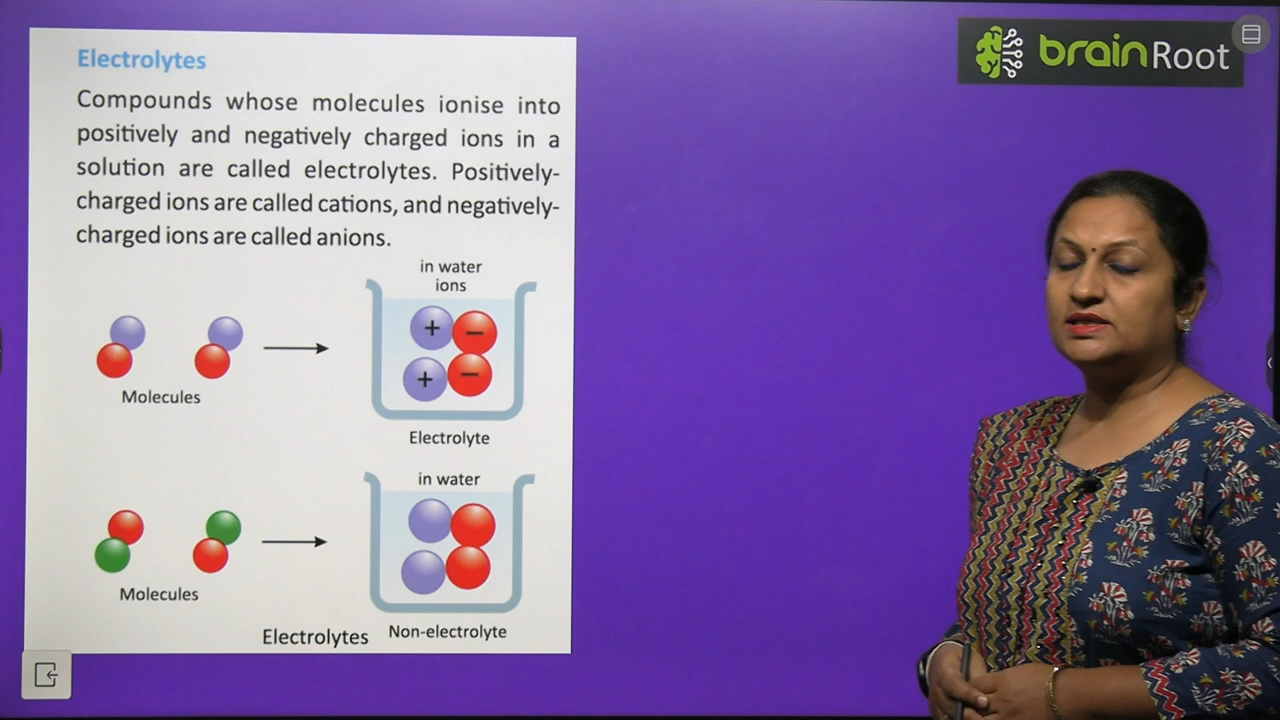 Electrolytes
Compounds whose molecules ionise into
positively and negatively charged ions in a
solution are called electrolytes. Positively-
charged ions are called cations, and negatively-
charged ions are called anions.
in water
ions
+ −
+ −
Molecules
Electrolyte
in water
Molecules
Non-electrolyte
Electrolytes
brainRoot